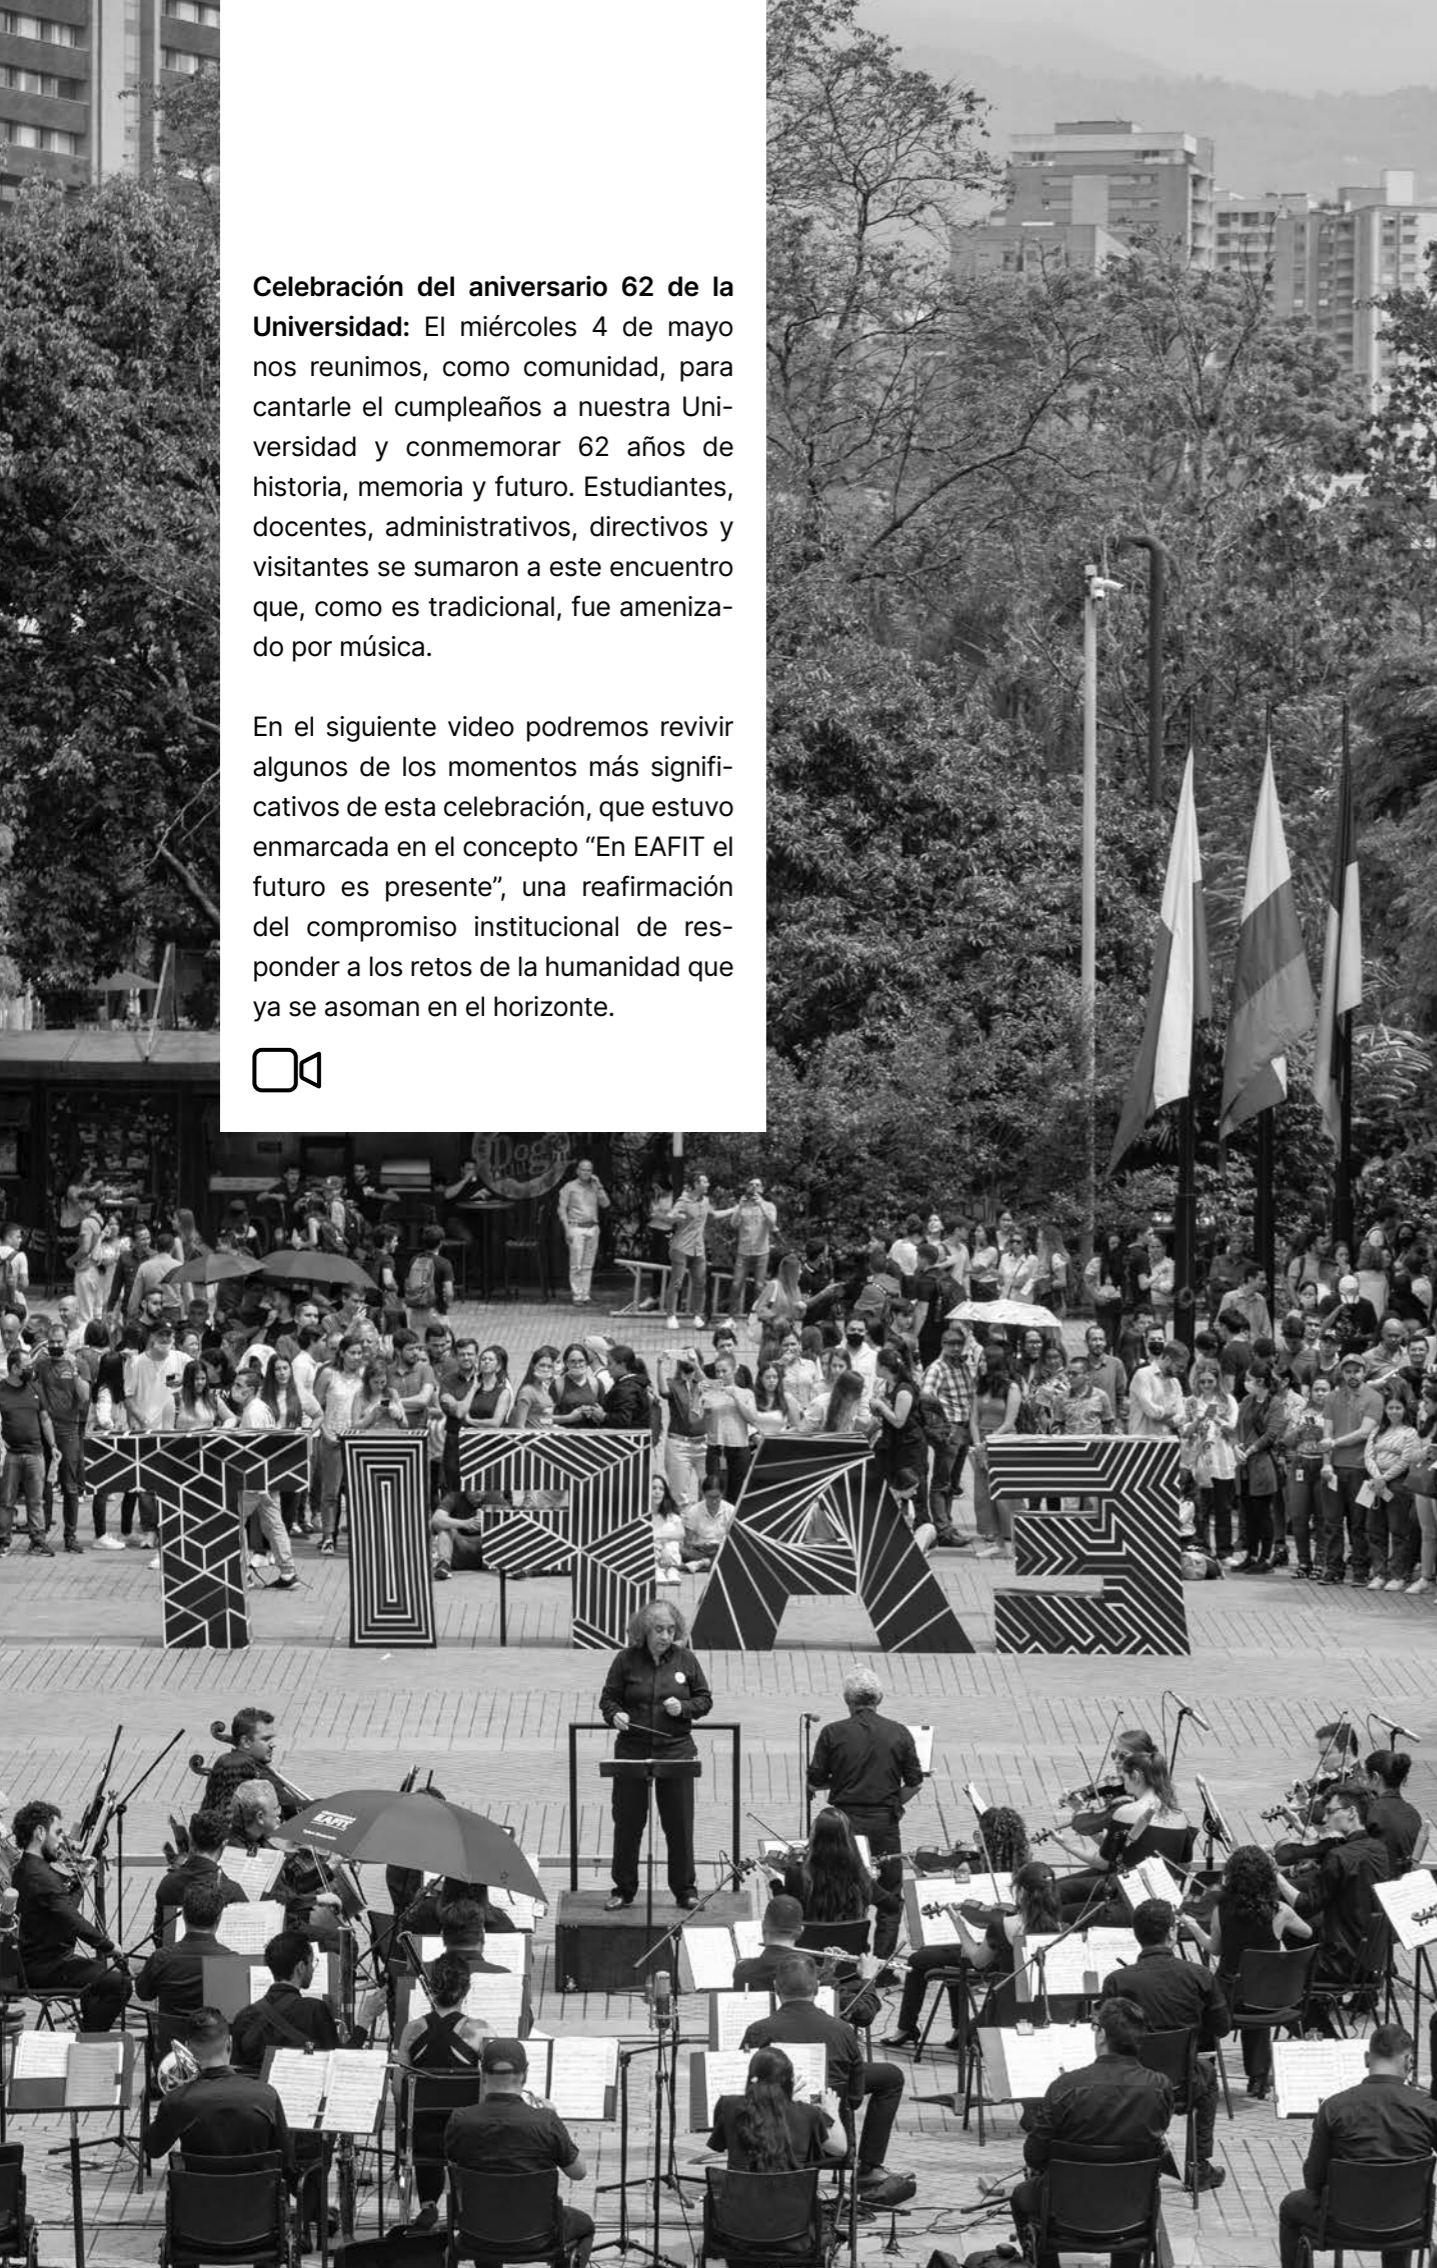 Celebración del aniversario 62 de la
Universidad: El miércoles 4 de mayo
nos reunimos, como comunidad, para
cantarle el cumpleaños a nuestra Uni-
versidad y conmemorar 62 años de
historia, memoria y futuro. Estudiantes,
docentes, administrativos, directivos y
visitantes se sumaron a este encuentro
que, como es tradicional, fue ameniza-
do por música.
En el siguiente video podremos revivir
algunos de los momentos más signifi-
cativos de esta celebración, que estuvo
enmarcada en el concepto “En EAFIT el
futuro es presente”, una reafirmación
del compromiso institucional de res-
ponder a los retos de la humanidad que
ya se asoman en el horizonte.
Dog
EAFIT